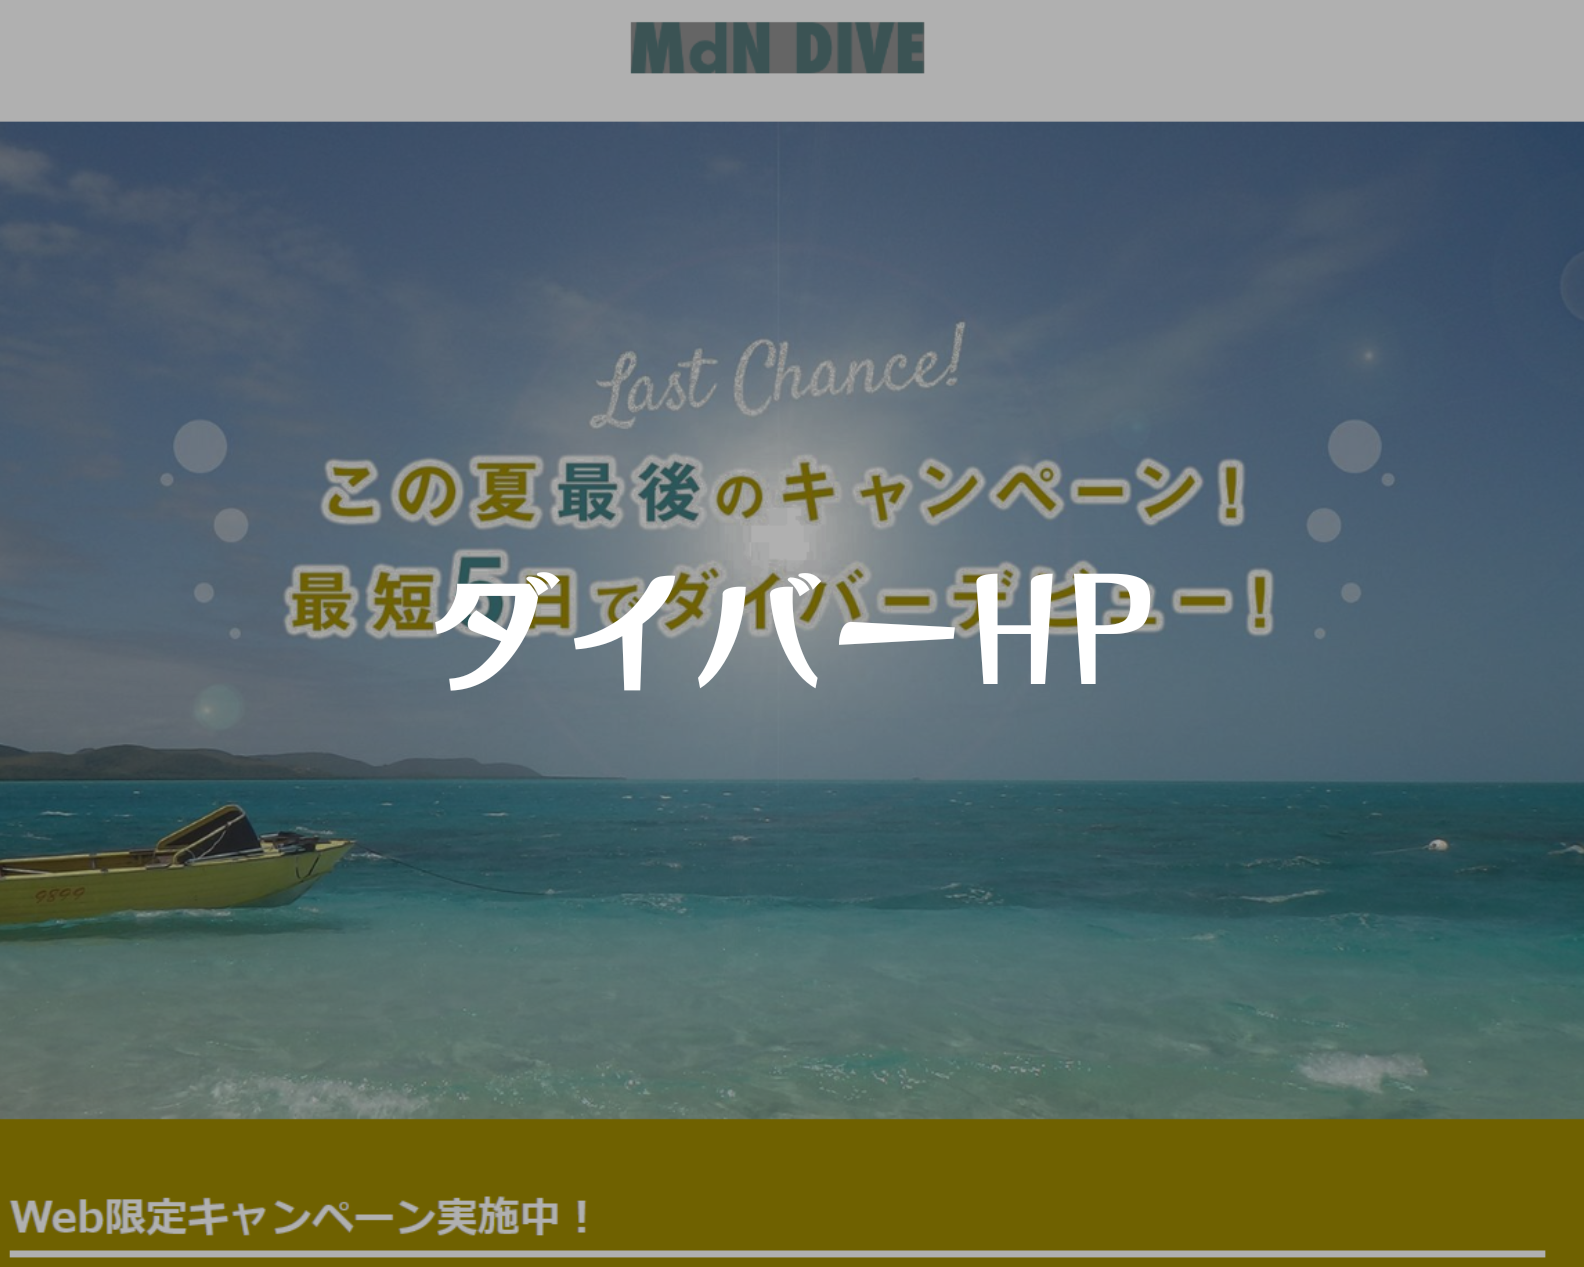 MdN DIVE
Last Chance!
この夏最後のキャンペーン！
最短5日でダイバーデビュー！
ダイバーHP
9899
Web限定キャンペーン実施中！